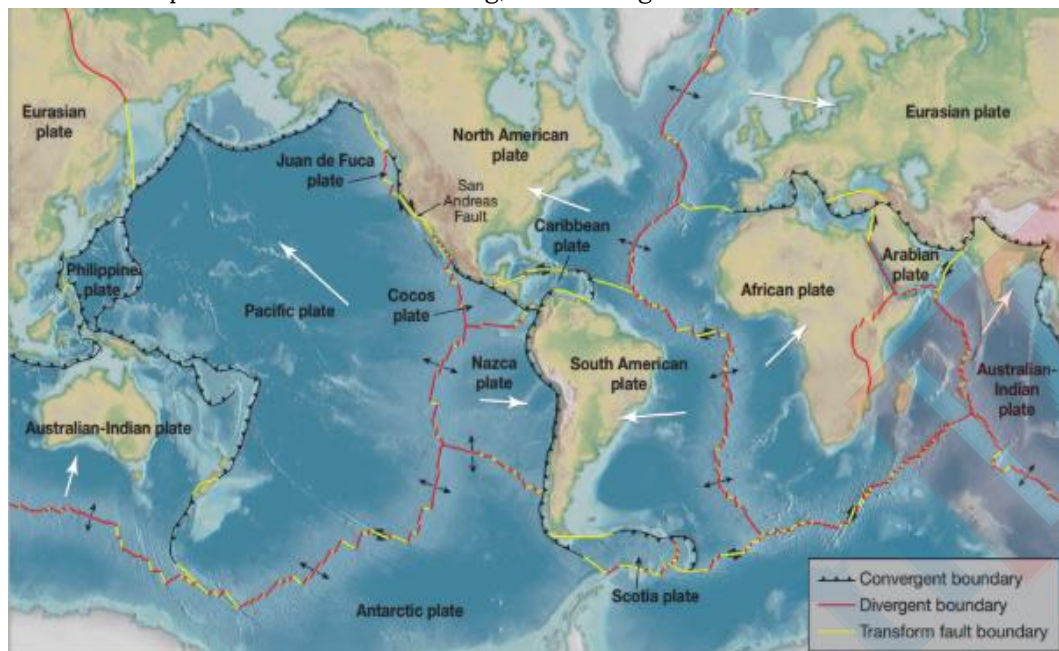 Eurasian
plate
North American
plate
Eurasian plate
Juan de Fuca
plate
San
Andreas
Fault
Caribbean
plate
Philippine
plate
Pacific plate
Cocos
plate
African plate
Arabian
plate
Nazca
plate
South American
plate
Australian-
Indian
plate
Australian-Indian plate
Antarctic plate
Scotia plate
Convergent boundary
Divergent boundary
Transform fault boundary